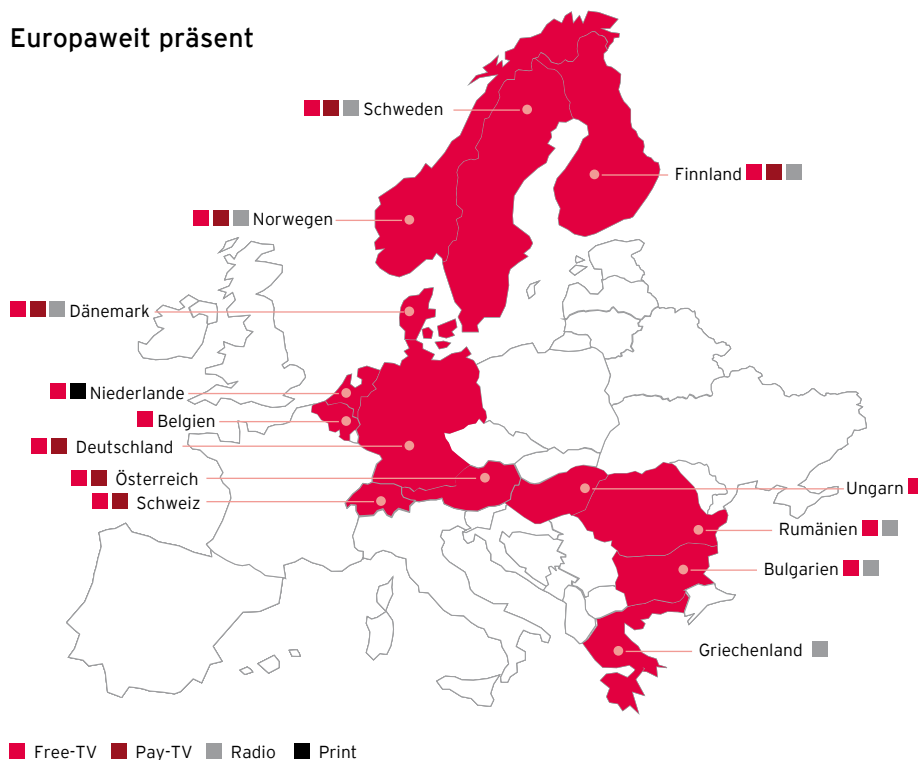 Europaweit präsent
Schweden
Finnland
Norwegen
Dänemark
Niederlande
Belgien
Deutschland
Österreich
Schweiz
Ungarn
Rumänien
Bulgarien
Griechenland
Free-TV Pay-TV Radio Print